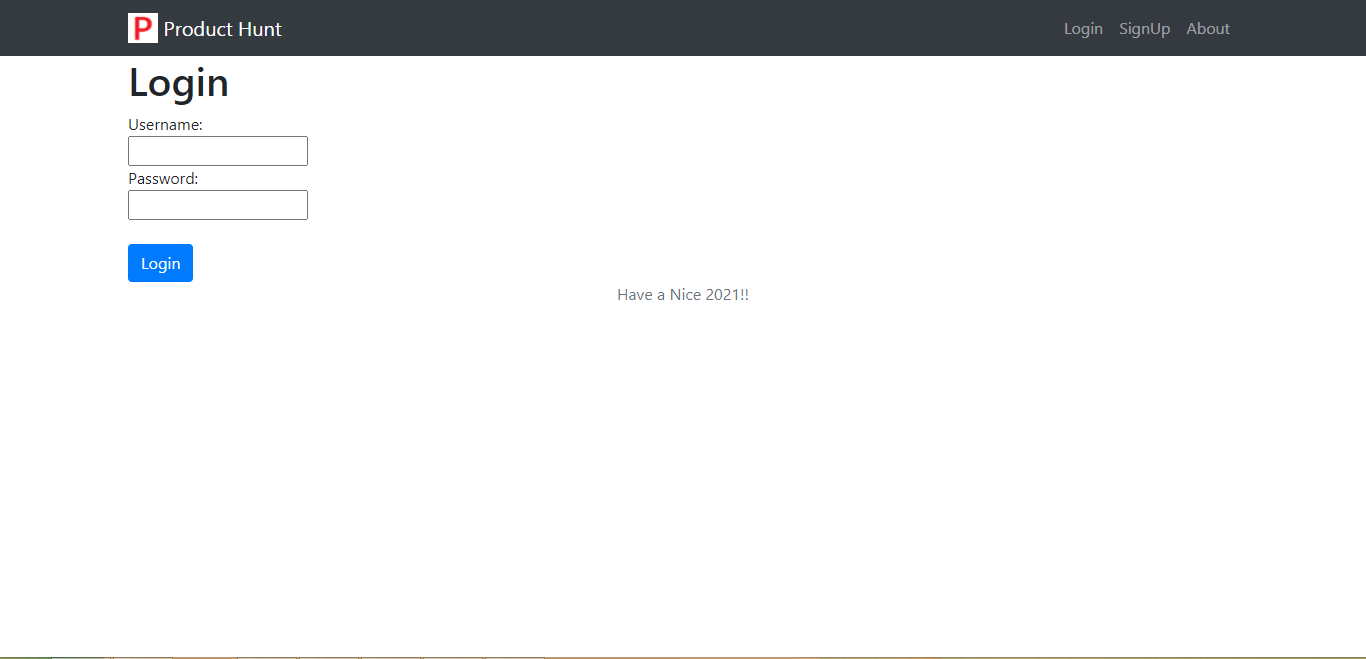 P Product Hunt Login SignUp About
Login
Username:
Password:
Login
Have a Nice 2021!!